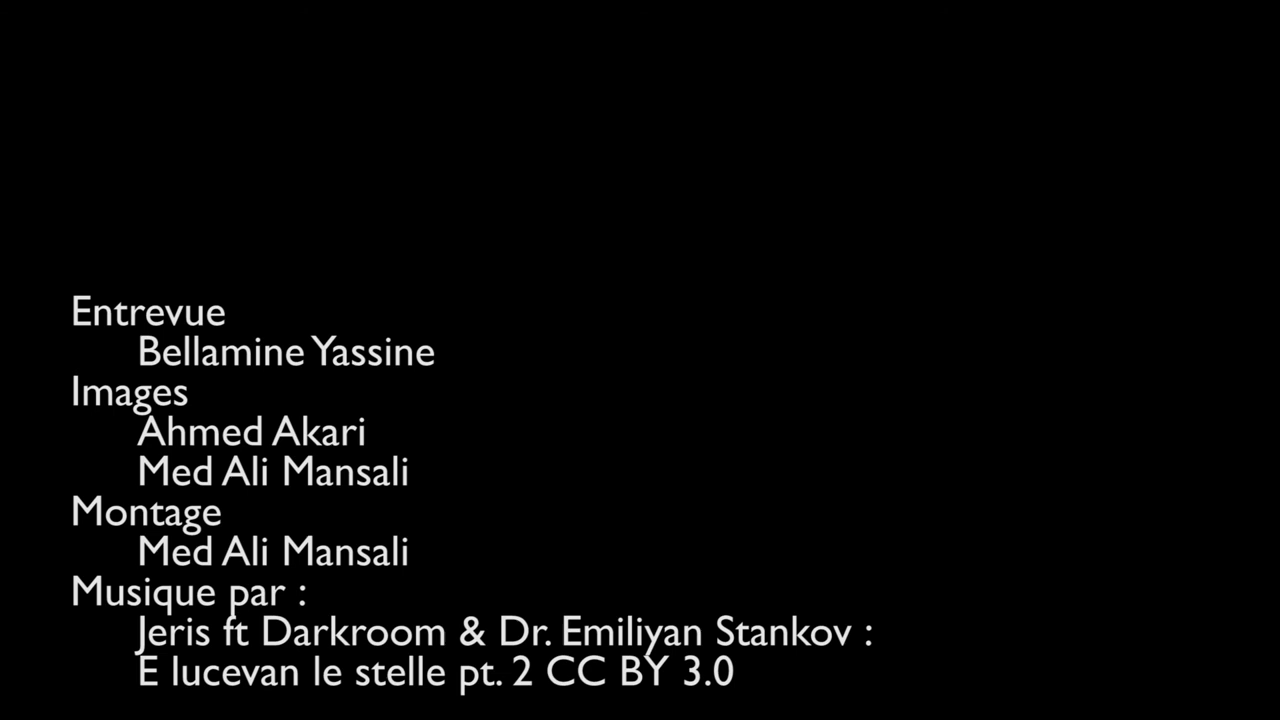 Entrevue
Bellamine Yassine
Images
Ahmed Akari
Med Ali Mansali
Montage
Med Ali Mansali
Musique par :
Jeris ft Darkroom & Dr. Emiliyan Stankov :
E lucevan le stelle pt. 2 CC BY 3.0